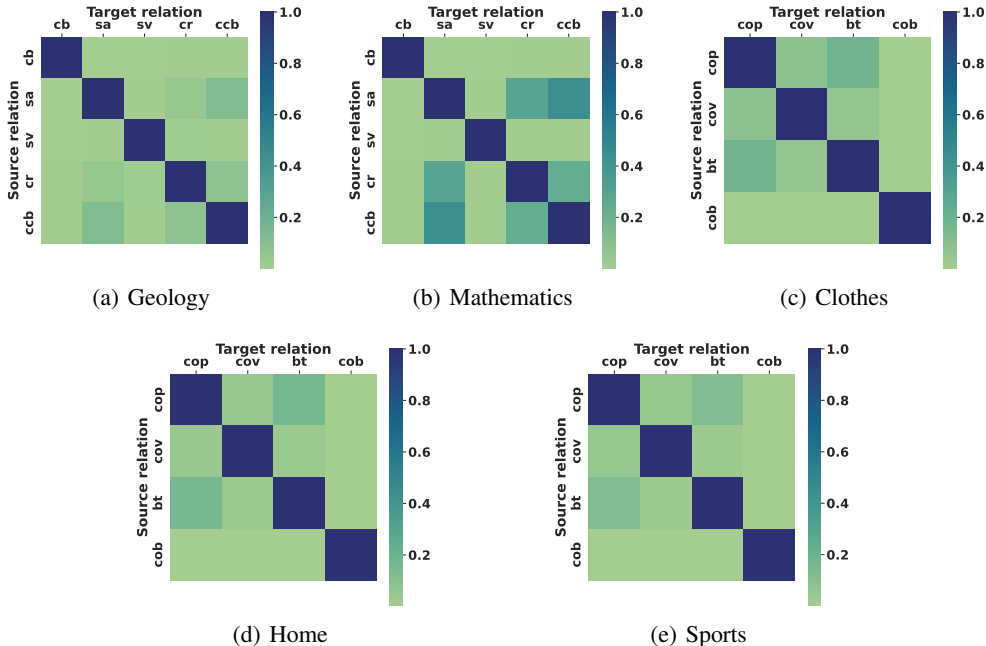 Target relation
cb sa sv cr ccb
Source relation
cb
sa
sv
cr
ccb
1.0
0.8
0.6
0.4
0.2
(a) Geology
Target relation
cb sa sv cr ccb
Source relation
cb
sa
sv
cr
ccb
1.0
0.8
0.6
0.4
0.2
(b) Mathematics
Target relation
cop cov bt cob
Source relation
cop
cov
bt
cob
1.0
0.8
0.6
0.4
0.2
(c) Clothes
Target relation
cop cov bt cob
Source relation
cop
cov
bt
cob
1.0
0.8
0.6
0.4
0.2
(d) Home
Target relation
cop cov bt cob
Source relation
cop
cov
bt
cob
1.0
0.8
0.6
0.4
0.2
(e) Sports